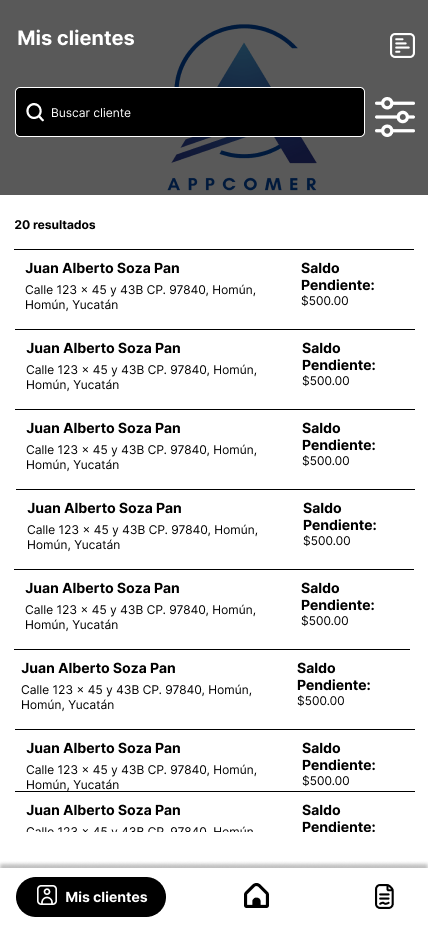 Mis clientes
Buscar cliente
APPCOMER
20 resultados
Juan Alberto Soza Pan
Calle 123 x 45 y 43B CP. 97840, Homún,
Homún, Yucatán
Saldo
Pendiente:
$500.00
Juan Alberto Soza Pan
Calle 123 x 45 y 43B CP. 97840, Homún,
Homún, Yucatán
Saldo
Pendiente:
$500.00
Juan Alberto Soza Pan
Calle 123 x 45 y 43B CP. 97840, Homún,
Homún, Yucatán
Saldo
Pendiente:
$500.00
Juan Alberto Soza Pan
Calle 123 x 45 y 43B CP. 97840, Homún,
Homún, Yucatán
Saldo
Pendiente:
$500.00
Juan Alberto Soza Pan
Calle 123 x 45 y 43B CP. 97840, Homún,
Homún, Yucatán
Saldo
Pendiente:
$500.00
Juan Alberto Soza Pan
Calle 123 x 45 y 43B CP. 97840, Homún,
Homún, Yucatán
Saldo
Pendiente:
$500.00
Juan Alberto Soza Pan
Calle 123 x 45 y 43B CP. 97840, Homún,
Homún, Yucatán
Saldo
Pendiente:
$500.00
Juan Alberto Soza Pan
Calle 123 x 45 y 43B CP. 97840, Homún,
Saldo
Pendiente:
Mis clientes